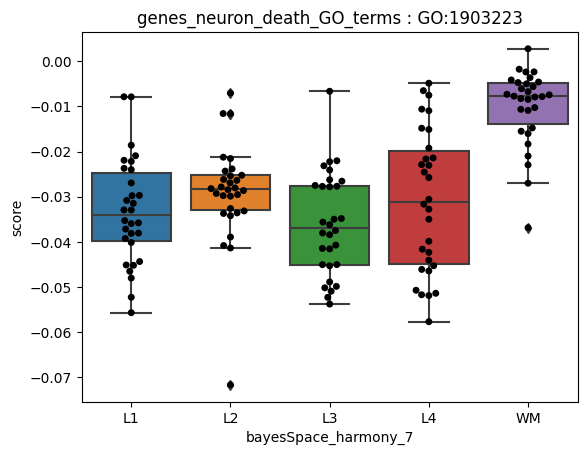 genes_neuron_death_GO_terms : GO:1903223
0.00
−0.01
−0.02
−0.03
−0.04
−0.05
−0.06
−0.07
score
L1 L2 L3 L4 WM
bayesSpace_harmony_7